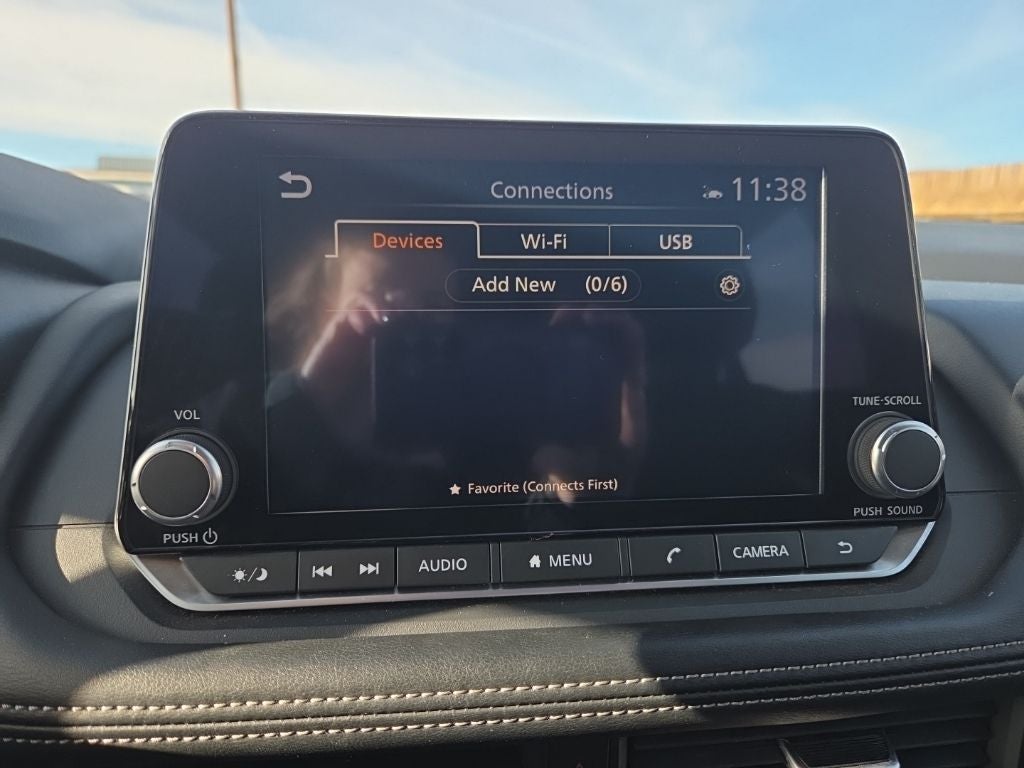 Connections
11:38
Devices
Wi-Fi
USB
Add New (0/6)
Favorite (Connects First)
VOL
PUSH
TUNE·SCROLL
PUSH SOUND
AUDIO
MENU
CAMERA